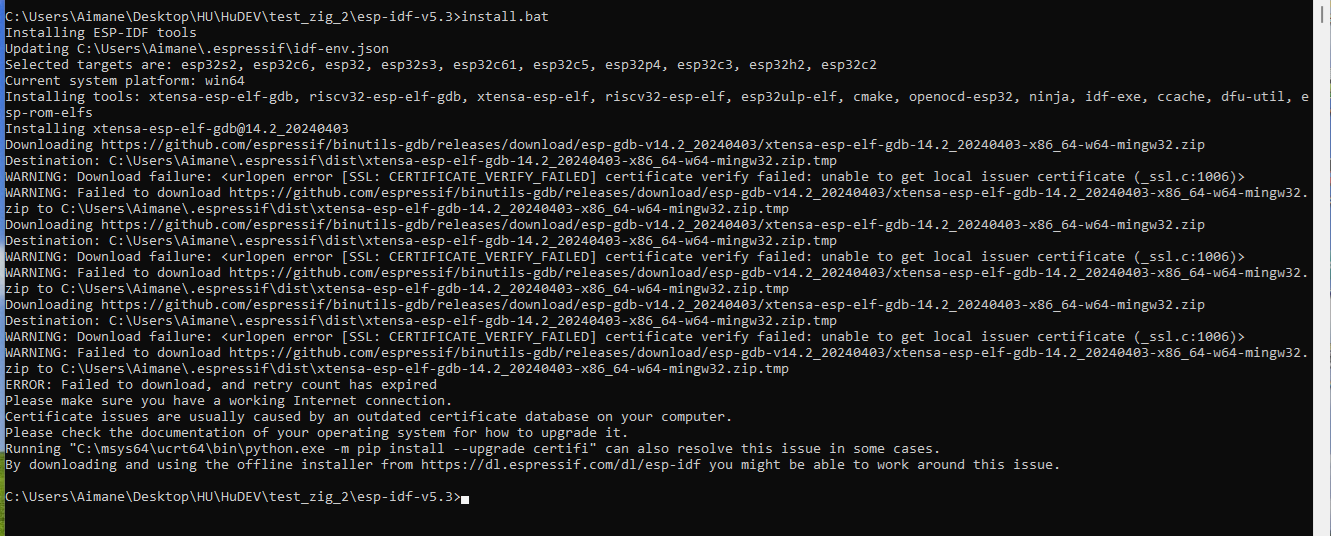 C:\Users\Aimane\Desktop\HU\HuDEV\test_zig_2\esp-idf-v5.3>install.bat
Installing ESP-IDF tools
Updating C:\Users\Aimane\.espressif\idf-env.json
Selected targets are: esp32s2, esp32c6, esp32, esp32s3, esp32c61, esp32c5, esp32p4, esp32c3, esp32h2, esp32c2
Current system platform: win64
Installing tools: xtensa-esp-elf-gdb, riscv32-esp-elf-gdb, xtensa-esp-elf, riscv32-esp-elf, esp32ulp-elf, cmake, openocd-esp32, ninja, idf-exe, ccache, dfu-util, e
sp-rom-elfs
Installing xtensa-esp-elf-gdb@14.2_20240403
Downloading https://github.com/espressif/binutils-gdb/releases/download/esp-gdb-v14.2_20240403/xtensa-esp-elf-gdb-14.2_20240403-x86_64-w64-mingw32.zip
Destination: C:\Users\Aimane\.espressif\dist\xtensa-esp-elf-gdb-14.2_20240403-x86_64-w64-mingw32.zip.tmp
WARNING: Download failure: <urlopen error [SSL: CERTIFICATE_VERIFY_FAILED] certificate verify failed: unable to get local issuer certificate (_ssl.c:1006)>
WARNING: Failed to download https://github.com/espressif/binutils-gdb/releases/download/esp-gdb-v14.2_20240403/xtensa-esp-elf-gdb-14.2_20240403-x86_64-w64-mingw32.
zip to C:\Users\Aimane\.espressif\dist\xtensa-esp-elf-gdb-14.2_20240403-x86_64-w64-mingw32.zip.tmp
Downloading https://github.com/espressif/binutils-gdb/releases/download/esp-gdb-v14.2_20240403/xtensa-esp-elf-gdb-14.2_20240403-x86_64-w64-mingw32.zip
Destination: C:\Users\Aimane\.espressif\dist\xtensa-esp-elf-gdb-14.2_20240403-x86_64-w64-mingw32.zip.tmp
WARNING: Download failure: <urlopen error [SSL: CERTIFICATE_VERIFY_FAILED] certificate verify failed: unable to get local issuer certificate (_ssl.c:1006)>
WARNING: Failed to download https://github.com/espressif/binutils-gdb/releases/download/esp-gdb-v14.2_20240403/xtensa-esp-elf-gdb-14.2_20240403-x86_64-w64-mingw32.
zip to C:\Users\Aimane\.espressif\dist\xtensa-esp-elf-gdb-14.2_20240403-x86_64-w64-mingw32.zip.tmp
Downloading https://github.com/espressif/binutils-gdb/releases/download/esp-gdb-v14.2_20240403/xtensa-esp-elf-gdb-14.2_20240403-x86_64-w64-mingw32.zip
Destination: C:\Users\Aimane\.espressif\dist\xtensa-esp-elf-gdb-14.2_20240403-x86_64-w64-mingw32.zip.tmp
WARNING: Download failure: <urlopen error [SSL: CERTIFICATE_VERIFY_FAILED] certificate verify failed: unable to get local issuer certificate (_ssl.c:1006)>
WARNING: Failed to download https://github.com/espressif/binutils-gdb/releases/download/esp-gdb-v14.2_20240403/xtensa-esp-elf-gdb-14.2_20240403-x86_64-w64-mingw32.
zip to C:\Users\Aimane\.espressif\dist\xtensa-esp-elf-gdb-14.2_20240403-x86_64-w64-mingw32.zip.tmp
ERROR: Failed to download, and retry count has expired
Please make sure you have a working Internet connection.
Certificate issues are usually caused by an outdated certificate database on your computer.
Please check the documentation of your operating system for how to upgrade it.
Running "C:\msys64\ucrt64\bin\python.exe -m pip install --upgrade certifi" can also resolve this issue in some cases.
By downloading and using the offline installer from https://dl.espressif.com/dl/esp-idf you might be able to work around this issue.
C:\Users\Aimane\Desktop\HU\HuDEV\test_zig_2\esp-idf-v5.3>